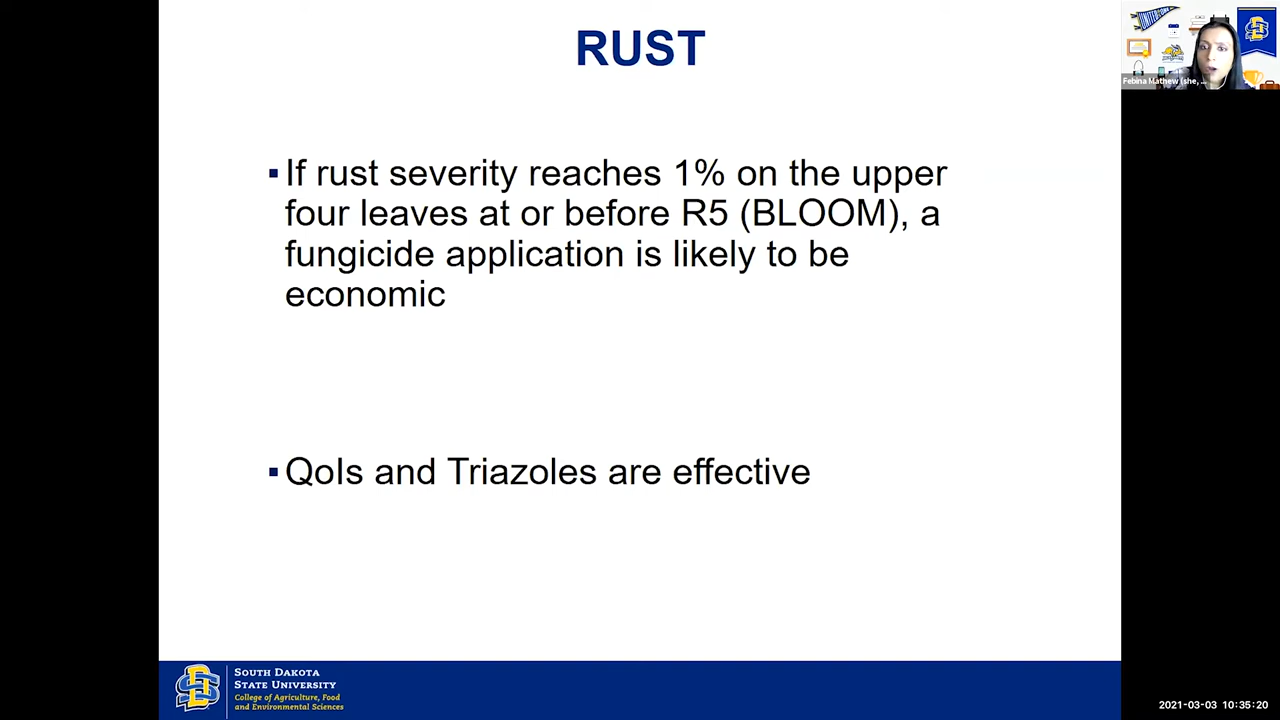 RUST
Febina Mathew (she, ...
▪If rust severity reaches 1% on the upper
four leaves at or before R5 (BLOOM), a
fungicide application is likely to be
economic
▪QoIs and Triazoles are effective
SOUTH DAKOTA
STATE UNIVERSITY
College of Agriculture, Food
and Environmental Sciences
2021-03-03 10:35:20